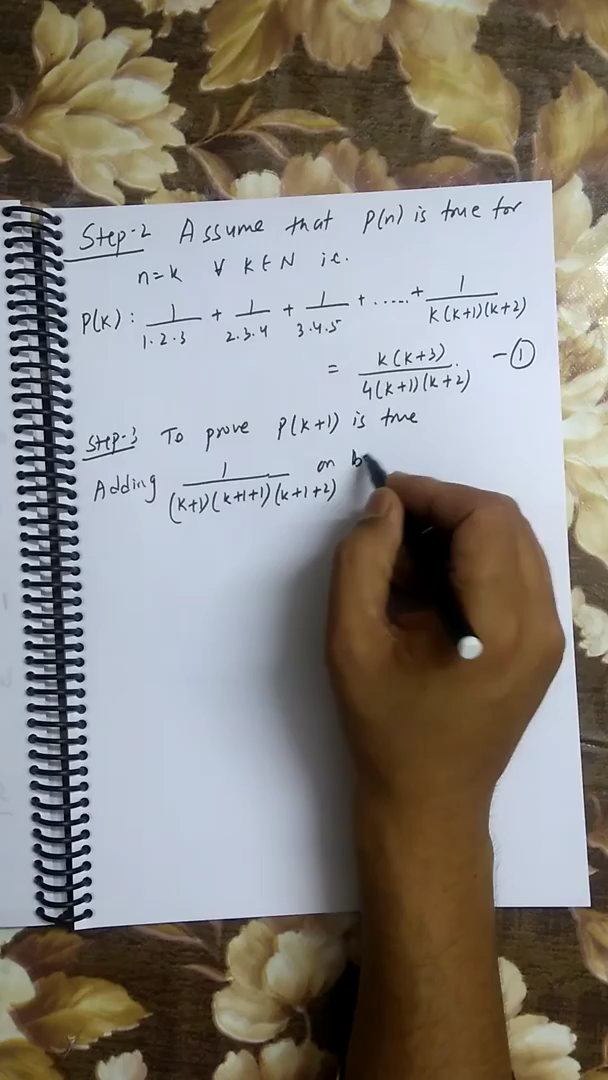 Step-2 Assume that P(n) is true for
n=k ∀ k∈N i.e.
P(k): 1/1·2·3 + 1/2·3·4 + 1/3·4·5 + ..... + 1/k(k+1)(k+2)
= k(k+3)/4(k+1)(k+2) . - ①
Step-3 To prove P(k+1) is true
Adding 1/(k+1)(k+1+1)(k+1+2) on b